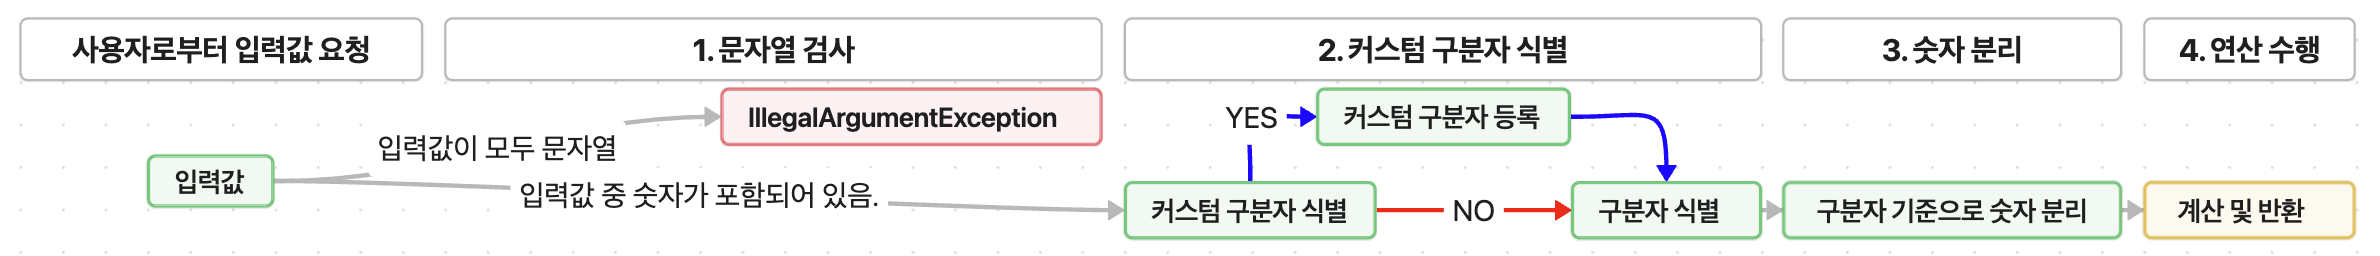 사용자로부터 입력값 요청
1. 문자열 검사
2. 커스텀 구분자 식별
3. 숫자 분리
4. 연산 수행
IllegalArgumentException
YES
커스텀 구분자 등록
입력값이 모두 문자열
입력값
입력값 중 숫자가 포함되어 있음.
커스텀 구분자 식별
NO
구분자 식별
구분자 기준으로 숫자 분리
계산 및 반환